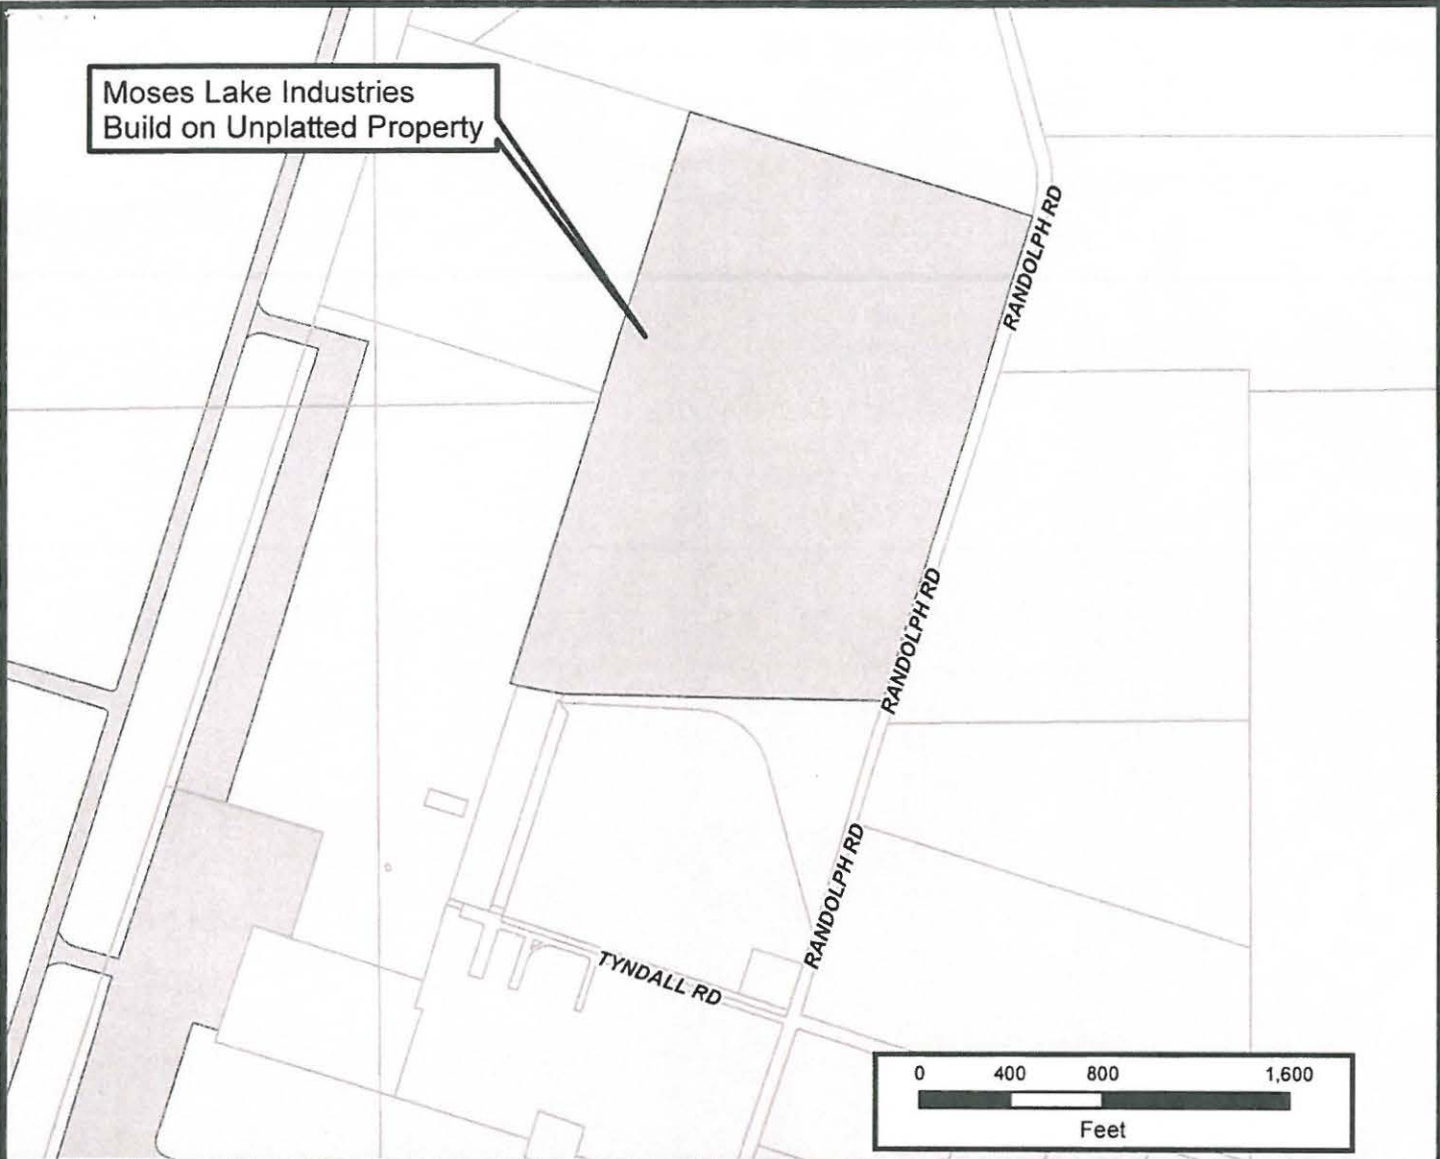 Moses Lake Industries
Build on Unplatted Property
RANDOLPH RD
RANDOLPH RD
RANDOLPH RD
TYNDALL RD
0 400 800 1,600
Feet